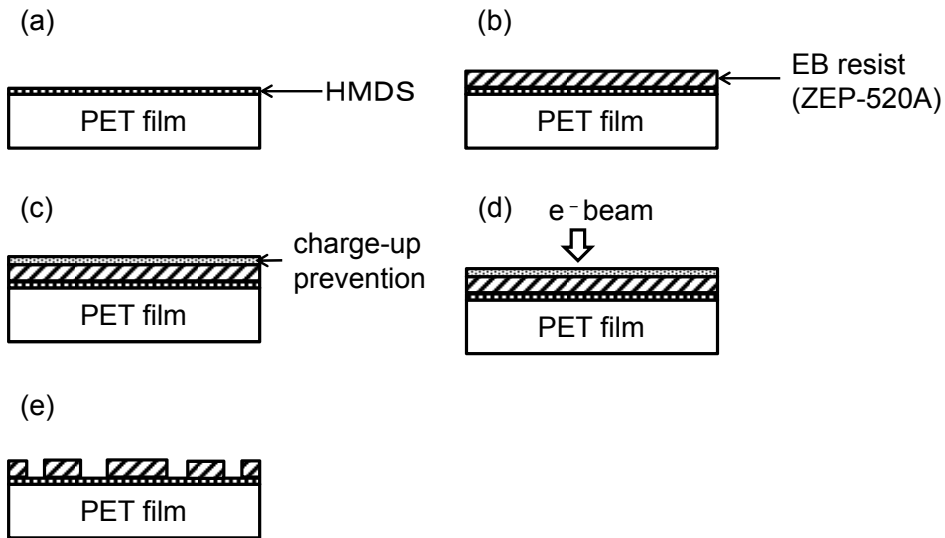 (a)
HMDS
PET film
(b)
EB resist
(ZEP-520A)
PET film
(c)
charge-up
prevention
PET film
(d)
e⁻ beam
PET film
(e)
PET film